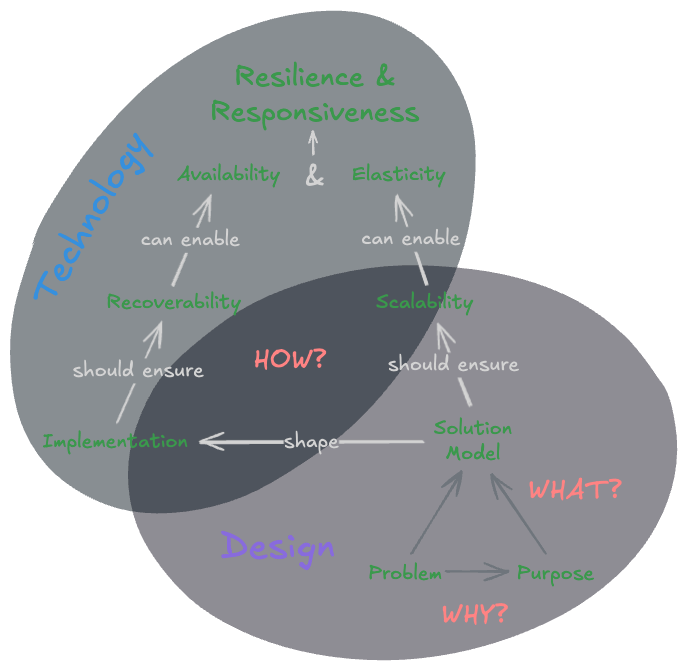 Resilience &
Responsiveness
Technology
Availability
&
Elasticity
can enable
can enable
Recoverability
Scalability
HOW?
should ensure
should ensure
Implementation
shape
Solution
Model
WHAT?
Design
Problem
Purpose
WHY?